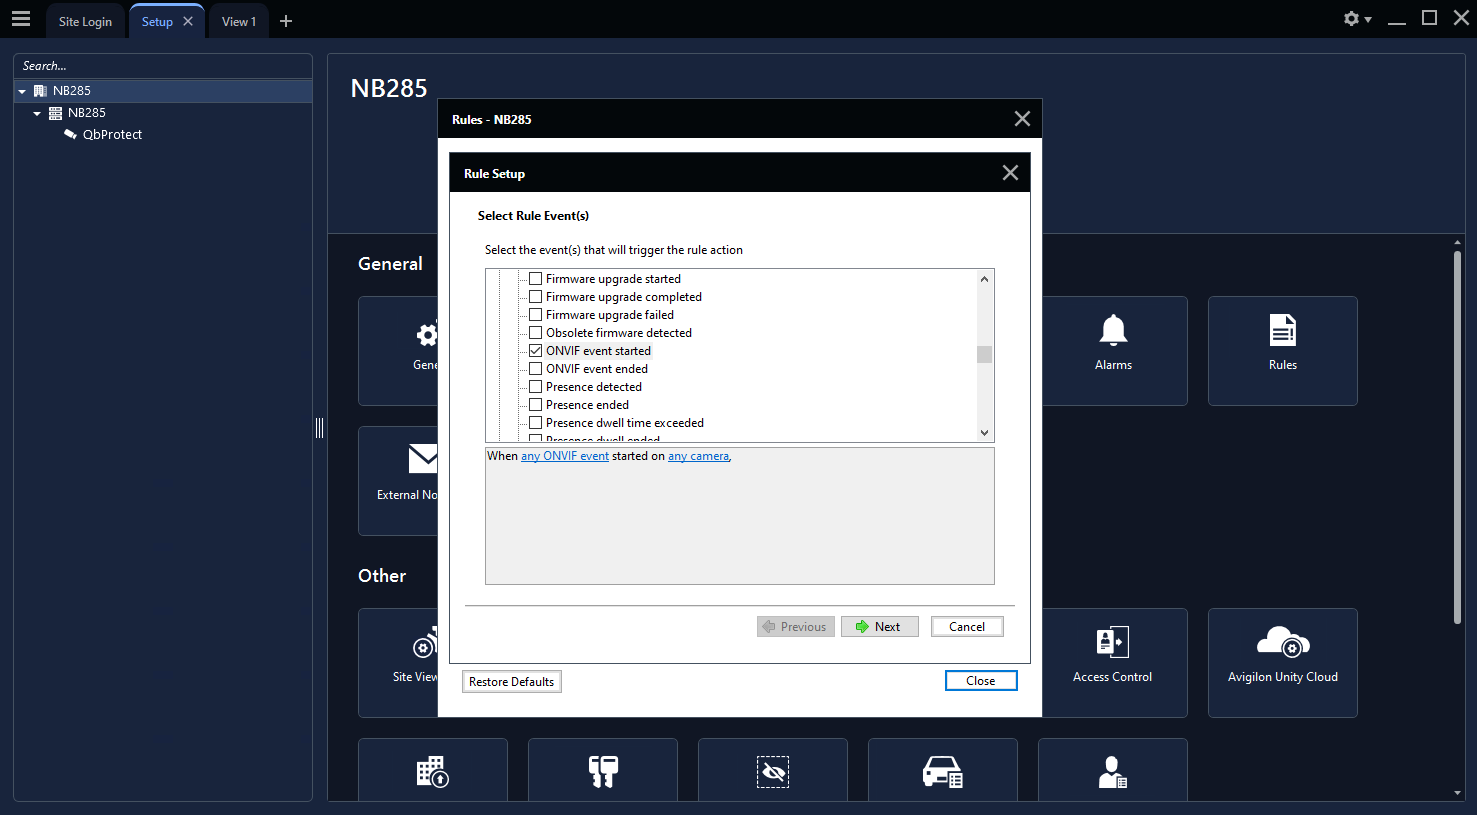 Site Login
Setup
View 1
Search...
NB285
NB285
QbProtect
NB285
Rules - NB285
Rule Setup
Select Rule Event(s)
Select the event(s) that will trigger the rule action
Firmware upgrade started
Firmware upgrade completed
Firmware upgrade failed
Obsolete firmware detected
ONVIF event started
ONVIF event ended
Presence detected
Presence ended
Presence dwell time exceeded
Presence dwell ended
When any ONVIF event started on any camera,
Previous
Next
Cancel
Restore Defaults
Close
General
Gene
Alarms
Rules
External No
Other
Site View
Access Control
Avigilon Unity Cloud